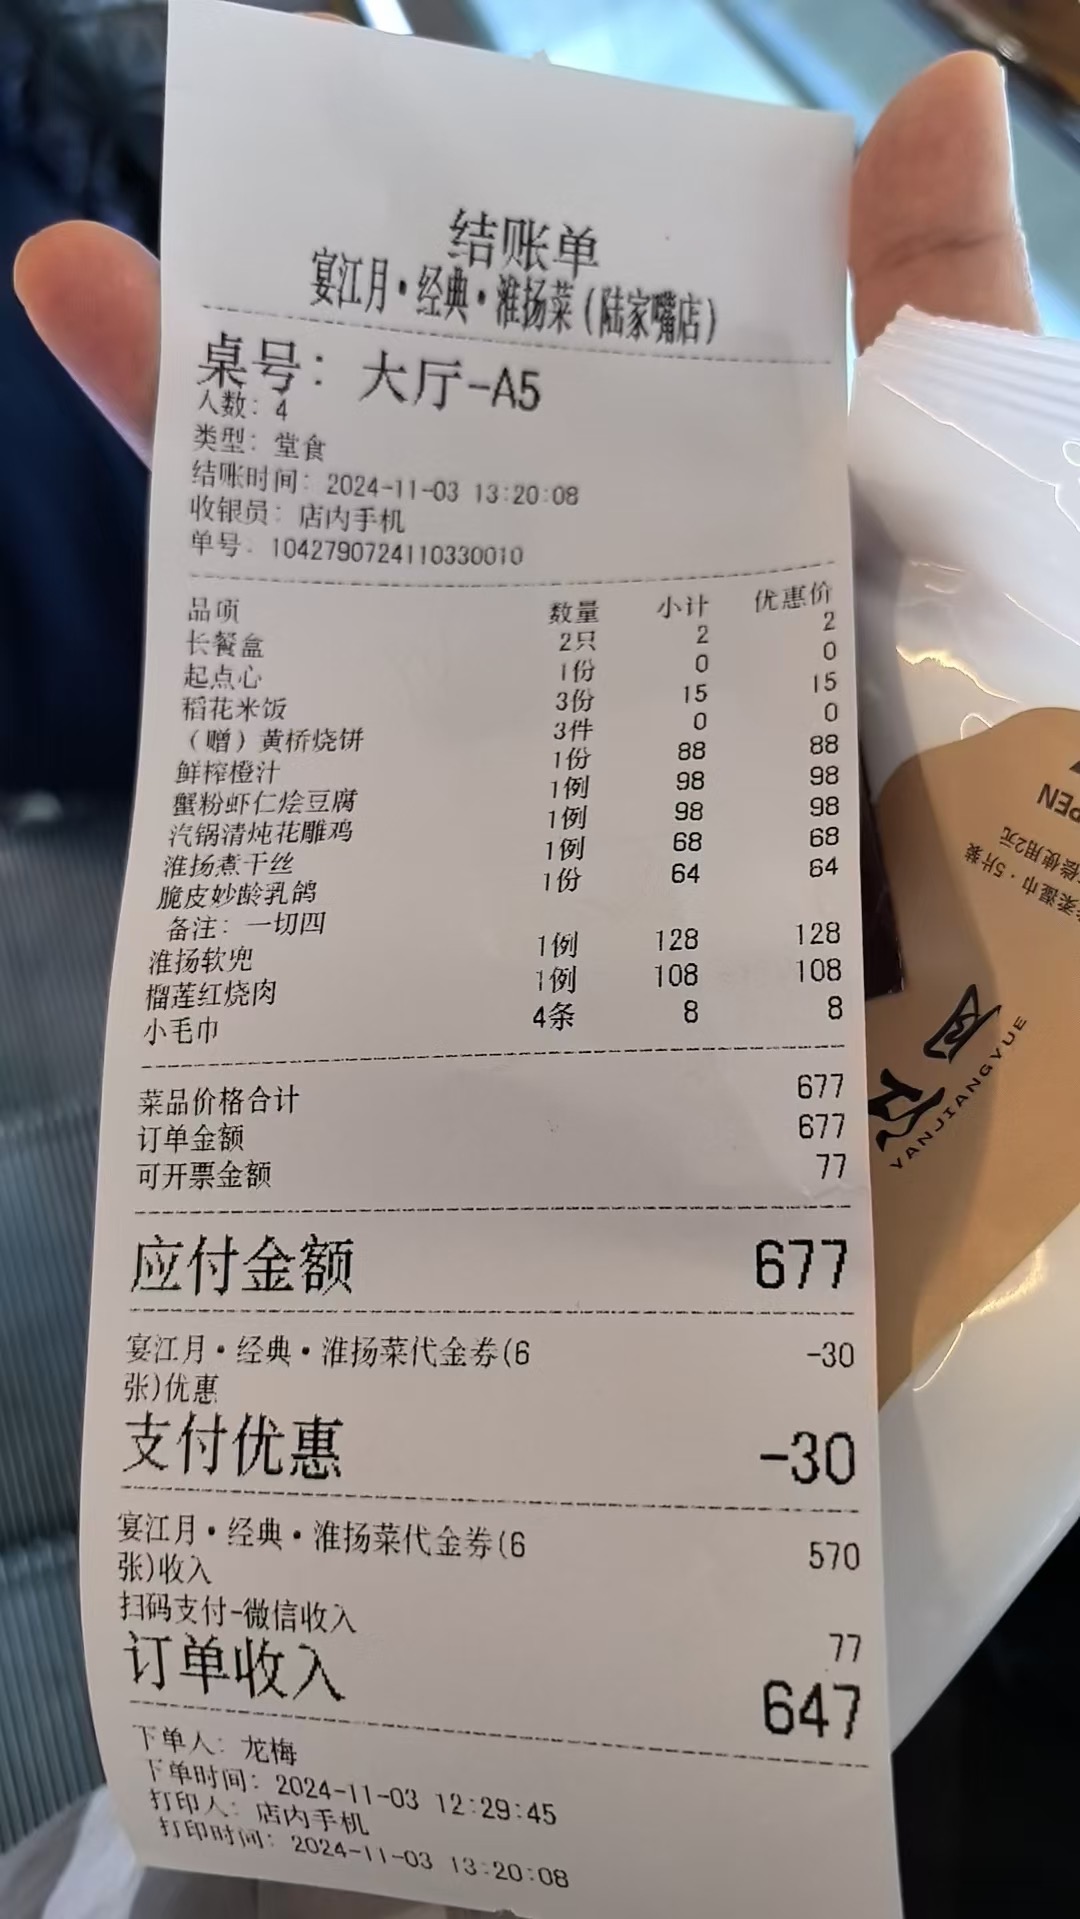 结账单
宴江月·经典·淮扬菜(陆家嘴店)
桌号: 大厅-A5
人数: 4
类型: 堂食
结账时间: 2024-11-03 13:20:08
收银员: 店内手机
单号: 1042790724110330010
品项 数量 小计 优惠价
长餐盒 2只 2 2
起点心 1份 0 0
稻花米饭 3份 15 15
(赠)黄桥烧饼 3件 0 0
鲜榨橙汁 1份 88 88
蟹粉虾仁烩豆腐 1例 98 98
汽锅清炖花雕鸡 1例 98 98
淮扬煮干丝 1例 68 68
脆皮妙龄乳鸽 1份 64 64
备注: 一切四
淮扬软兜 1例 128 128
榴莲红烧肉 1例 108 108
小毛巾 4条 8 8
菜品价格合计 677
订单金额 677
可开票金额 77
应付金额 677
宴江月·经典·淮扬菜代金券(6 -30
张)优惠
支付优惠 -30
宴江月·经典·淮扬菜代金券(6 570
张)收入
扫码支付-微信收入 77
订单收入 647
下单人: 龙梅
下单时间: 2024-11-03 12:29:45
打印人: 店内手机
打印时间: 2024-11-03 13:20:08
PEN
使用2元
湿巾·5片装
YANJIANGYUE